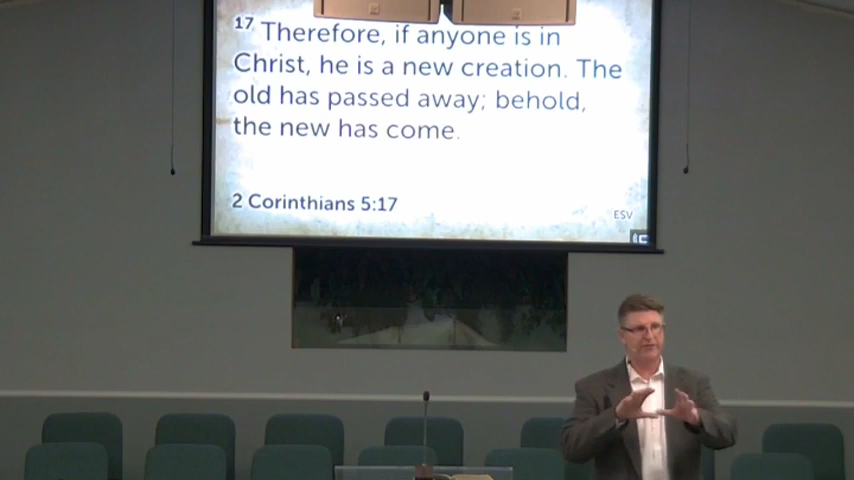 17 Therefore, if anyone is in
Christ, he is a new creation. The
old has passed away; behold,
the new has come.
2 Corinthians 5:17
ESV